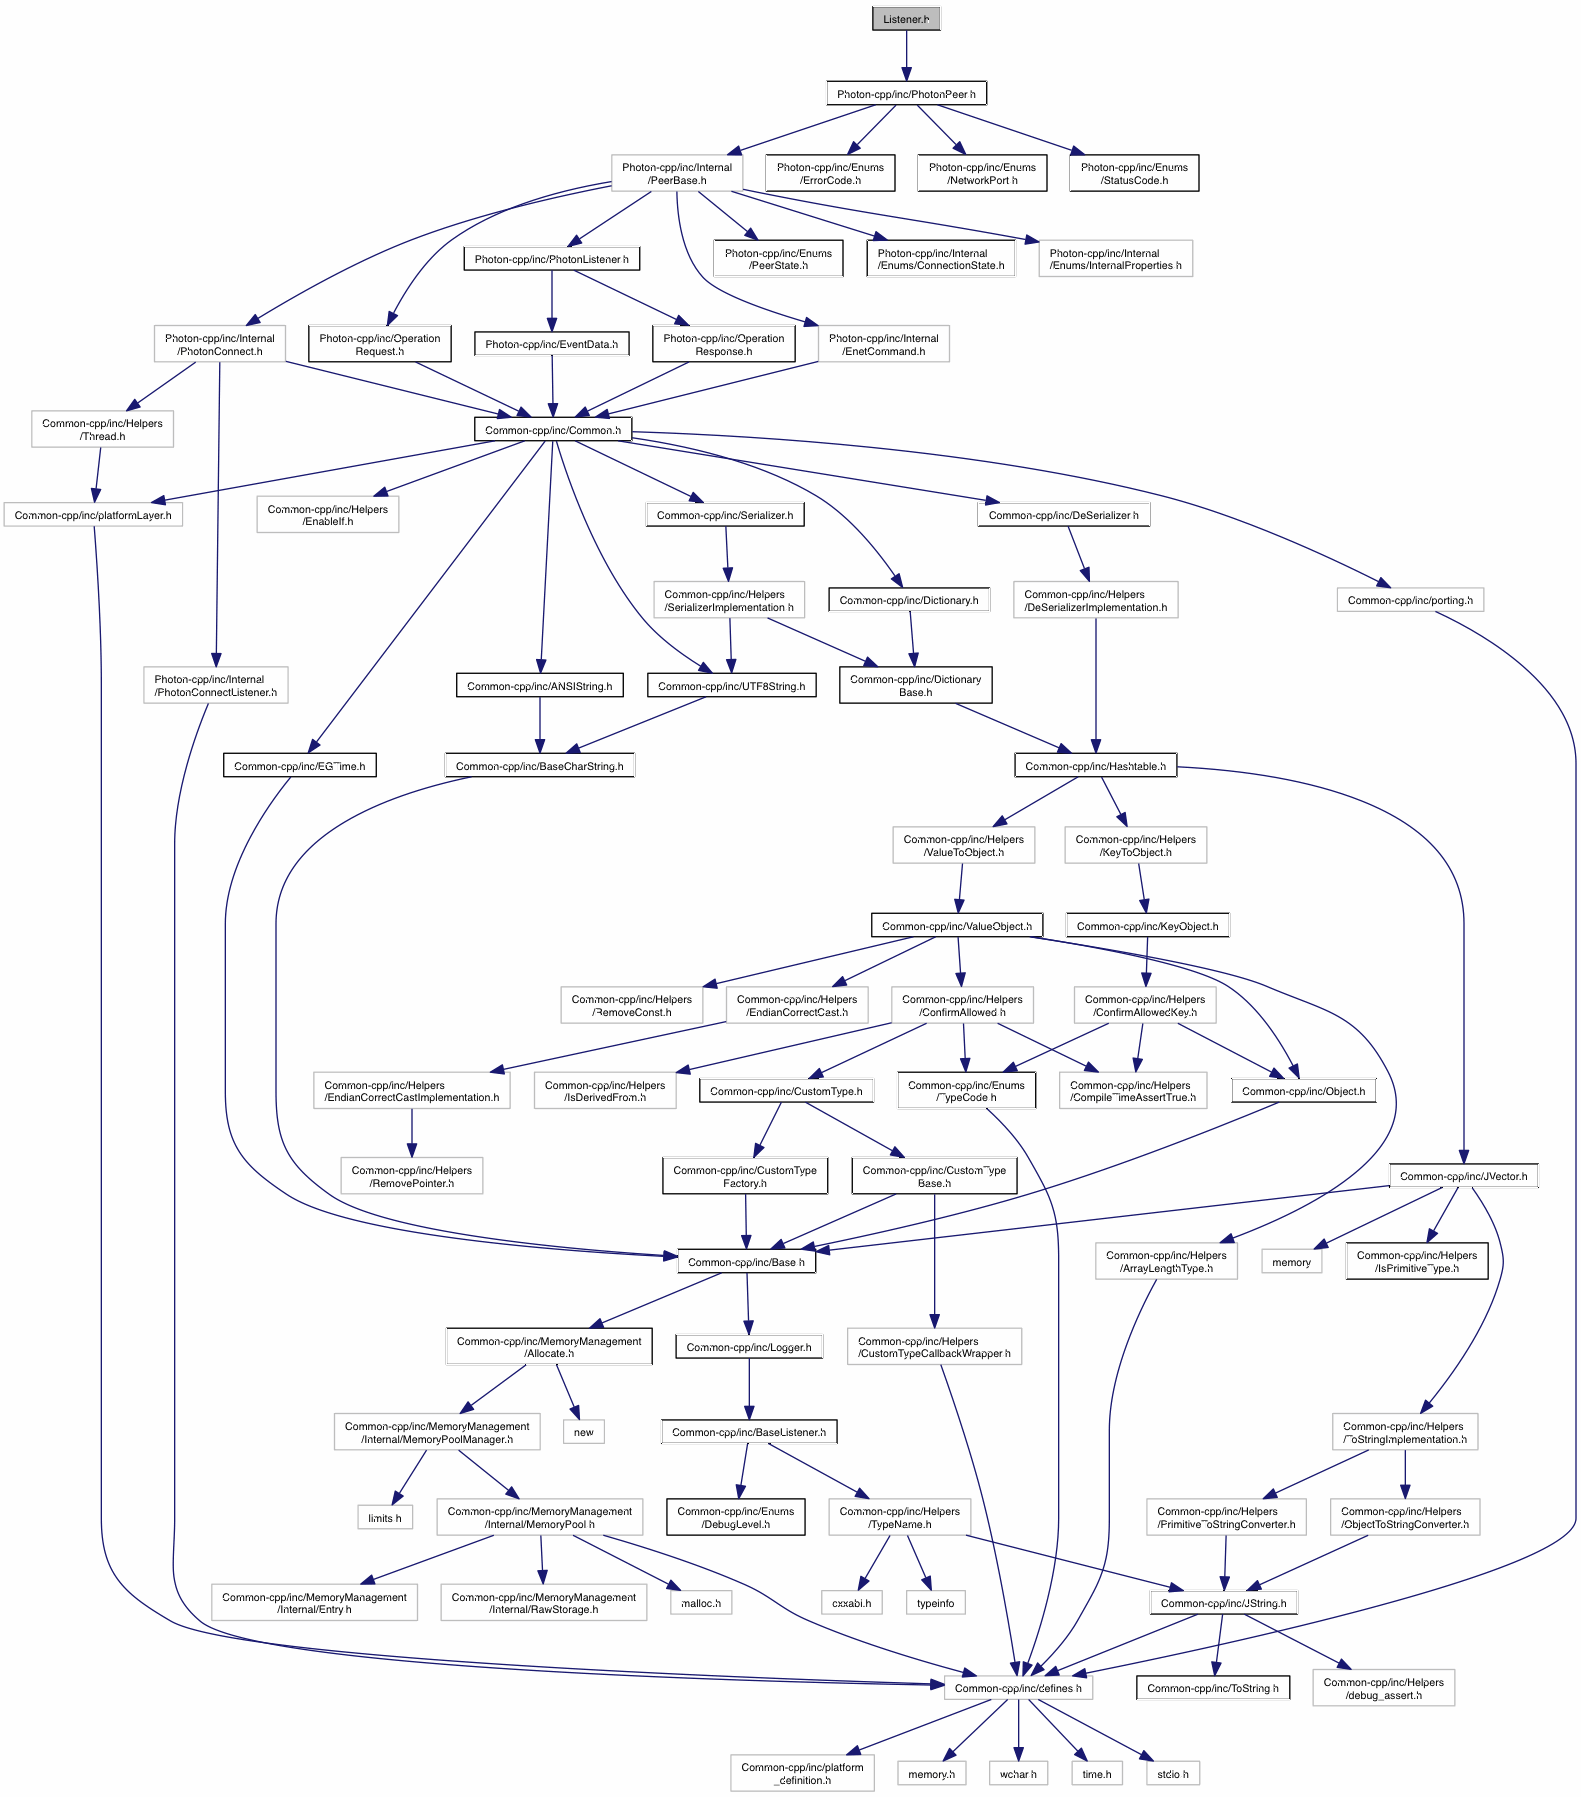 Listener.h
Photon-cpp/inc/PhotonPeer.h
Photon-cpp/inc/Internal
/PeerBase.h
Photon-cpp/inc/Enums
/ErrorCode.h
Photon-cpp/inc/Enums
/NetworkPort.h
Photon-cpp/inc/Enums
/StatusCode.h
Photon-cpp/inc/PhotonListener.h
Photon-cpp/inc/Enums
/PeerState.h
Photon-cpp/inc/Internal
/Enums/ConnectionState.h
Photon-cpp/inc/Internal
/Enums/InternalProperties.h
Photon-cpp/inc/Internal
/PhotonConnect.h
Photon-cpp/inc/Operation
Request.h
Photon-cpp/inc/EventData.h
Photon-cpp/inc/Operation
Response.h
Photon-cpp/inc/Internal
/EnetCommand.h
Common-cpp/inc/Helpers
/Thread.h
Common-cpp/inc/Common.h
Common-cpp/inc/platformLayer.h
Common-cpp/inc/Helpers
/EnableIf.h
Common-cpp/inc/Serializer.h
Common-cpp/inc/DeSerializer.h
Common-cpp/inc/Helpers
/SerializerImplementation.h
Common-cpp/inc/Dictionary.h
Common-cpp/inc/Helpers
/DeSerializerImplementation.h
Common-cpp/inc/porting.h
Photon-cpp/inc/Internal
/PhotonConnectListener.h
Common-cpp/inc/ANSIString.h
Common-cpp/inc/UTF8String.h
Common-cpp/inc/Dictionary
Base.h
Common-cpp/inc/EGTime.h
Common-cpp/inc/BaseCharString.h
Common-cpp/inc/Hashtable.h
Common-cpp/inc/Helpers
/ValueToObject.h
Common-cpp/inc/Helpers
/KeyToObject.h
Common-cpp/inc/ValueObject.h
Common-cpp/inc/KeyObject.h
Common-cpp/inc/Helpers
/RemoveConst.h
Common-cpp/inc/Helpers
/EndianCorrectCast.h
Common-cpp/inc/Helpers
/ConfirmAllowed.h
Common-cpp/inc/Helpers
/ConfirmAllowedKey.h
Common-cpp/inc/Helpers
/EndianCorrectCastImplementation.h
Common-cpp/inc/Helpers
/IsDerivedFrom.h
Common-cpp/inc/CustomType.h
Common-cpp/inc/Enums
/TypeCode.h
Common-cpp/inc/Helpers
/CompileTimeAssertTrue.h
Common-cpp/inc/Object.h
Common-cpp/inc/Helpers
/RemovePointer.h
Common-cpp/inc/CustomType
Factory.h
Common-cpp/inc/CustomType
Base.h
Common-cpp/inc/JVector.h
Common-cpp/inc/Base.h
Common-cpp/inc/Helpers
/ArrayLengthType.h
memory
Common-cpp/inc/Helpers
/IsPrimitiveType.h
Common-cpp/inc/MemoryManagement
/Allocate.h
Common-cpp/inc/Logger.h
Common-cpp/inc/Helpers
/CustomTypeCallbackWrapper.h
Common-cpp/inc/MemoryManagement
/Internal/MemoryPoolManager.h
new
Common-cpp/inc/BaseListener.h
Common-cpp/inc/Helpers
/ToStringImplementation.h
limits.h
Common-cpp/inc/MemoryManagement
/Internal/MemoryPool.h
Common-cpp/inc/Enums
/DebugLevel.h
Common-cpp/inc/Helpers
/TypeName.h
Common-cpp/inc/Helpers
/PrimitiveToStringConverter.h
Common-cpp/inc/Helpers
/ObjectToStringConverter.h
Common-cpp/inc/MemoryManagement
/Internal/Entry.h
Common-cpp/inc/MemoryManagement
/Internal/RawStorage.h
malloc.h
cxxabi.h
typeinfo
Common-cpp/inc/JString.h
Common-cpp/inc/defines.h
Common-cpp/inc/ToString.h
Common-cpp/inc/Helpers
/debug_assert.h
Common-cpp/inc/platform
_definition.h
memory.h
wchar.h
time.h
stdio.h